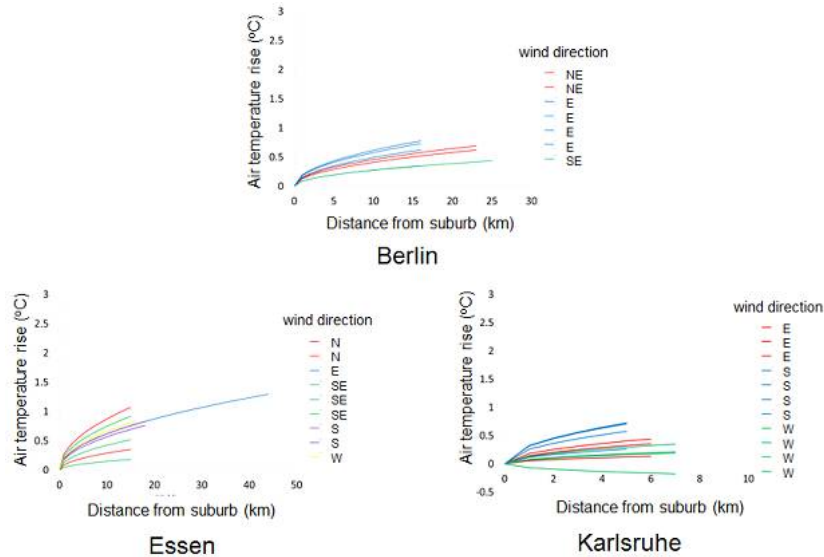 3
2.5
2
1.5
1
0.5
0
0 5 10 15 20 25 30
Air temperature rise (ºC)
Distance from suburb (km)
wind direction
NE
NE
E
E
E
E
SE
Berlin
3
2.5
2
1.5
1
0.5
0
0 10 20 30 40 50
Air temperature rise (ºC)
Distance from suburb (km)
wind direction
N
N
E
SE
SE
SE
S
S
W
Essen
3
2.5
2
1.5
1
0.5
0
-0.5
0 2 4 6 8 10
Air temperature rise (ºC)
Distance from suburb (km)
wind direction
E
E
E
S
S
S
S
W
W
W
W
Karlsruhe